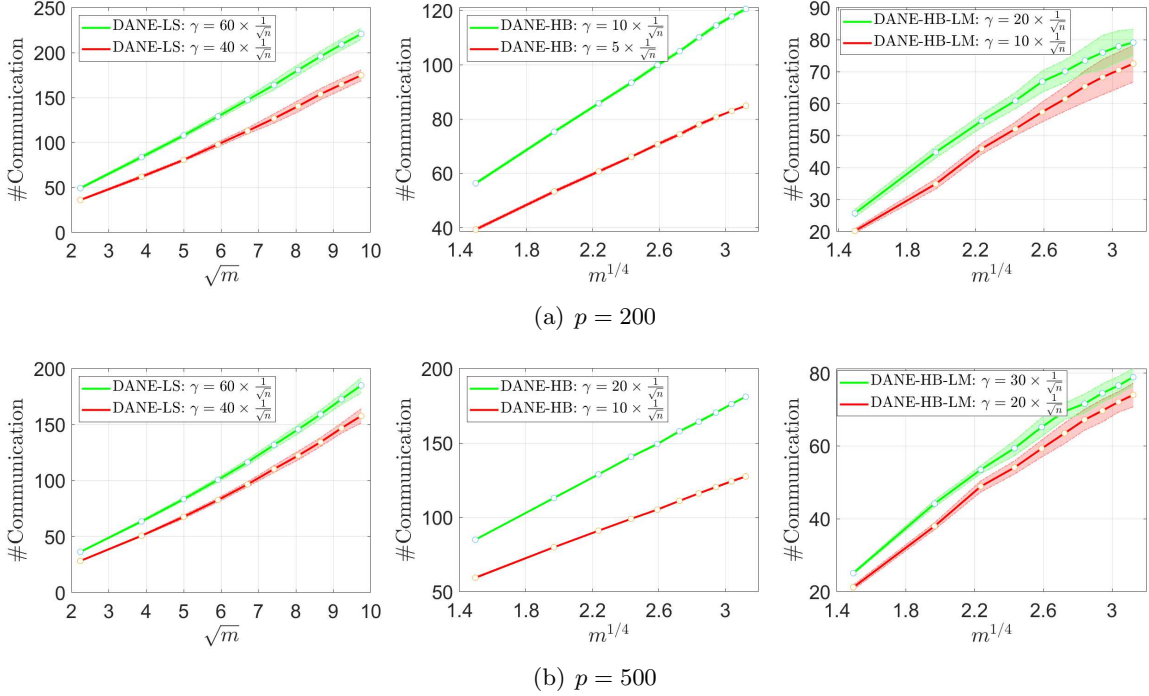 DANE-LS: γ = 60 × 1/√n
DANE-LS: γ = 40 × 1/√n
#Communication
250
200
150
100
50
0
2 3 4 5 6 7 8 9 10
√m
DANE-HB: γ = 10 × 1/√n
DANE-HB: γ = 5 × 1/√n
#Communication
120
100
80
60
40
1.4 1.8 2.2 2.6 3
m^{1/4}
DANE-HB-LM: γ = 20 × 1/√n
DANE-HB-LM: γ = 10 × 1/√n
#Communication
90
80
70
60
50
40
30
20
1.4 1.8 2.2 2.6 3
m^{1/4}
(a) p = 200
DANE-LS: γ = 60 × 1/√n
DANE-LS: γ = 40 × 1/√n
#Communication
200
150
100
50
0
2 3 4 5 6 7 8 9 10
√m
DANE-HB: γ = 20 × 1/√n
DANE-HB: γ = 10 × 1/√n
#Communication
200
150
100
50
1.4 1.8 2.2 2.6 3
m^{1/4}
DANE-HB-LM: γ = 30 × 1/√n
DANE-HB-LM: γ = 20 × 1/√n
#Communication
80
60
40
20
1.4 1.8 2.2 2.6 3
m^{1/4}
(b) p = 500